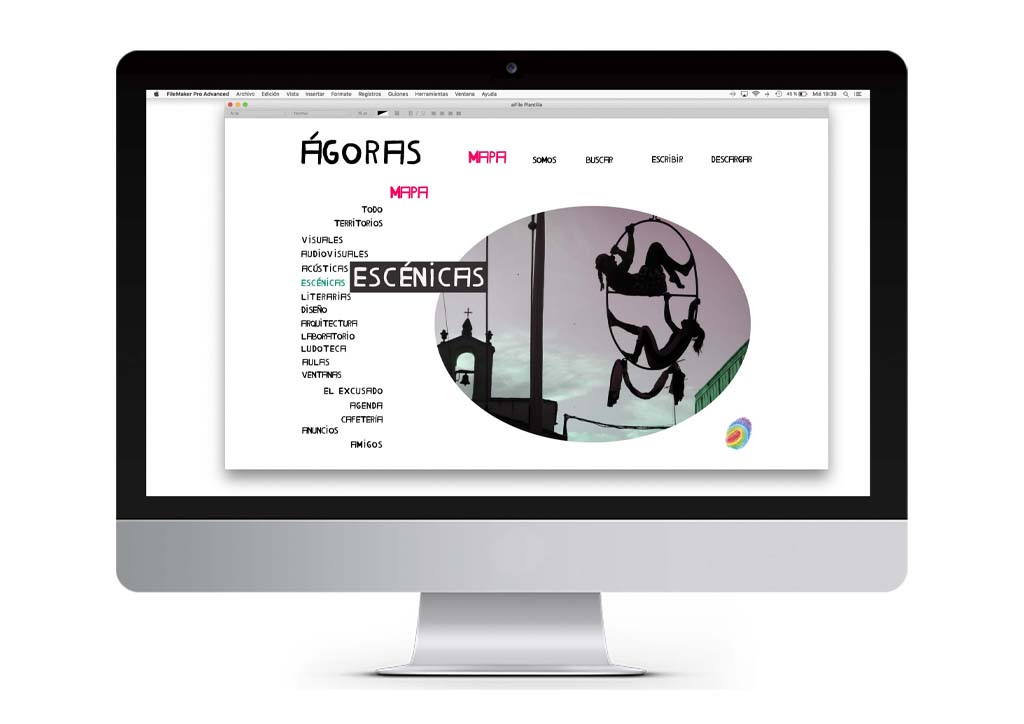 FileMaker Pro Advanced Archivo Edición Vista Insertar Formato Registros Guiones Herramientas Ventana Ayuda 45 % Mié 19:39
ÁGORAS
MAPA SOMOS BUSCAR ESCRIBIR DESCARGAR
MAPA
TODO
TERRITORIOS
VISUALES
AUDIOVISUALES
ACÚSTICAS
ESCÉNICAS
ESCÉNICAS
LITERARIAS
DISEÑO
ARQUITECTURA
LABORATORIO
LUDOTECA
AULAS
VENTANAS
EL EXCUSADO
AGENDA
CAFETERÍA
ANUNCIOS
AMIGOS